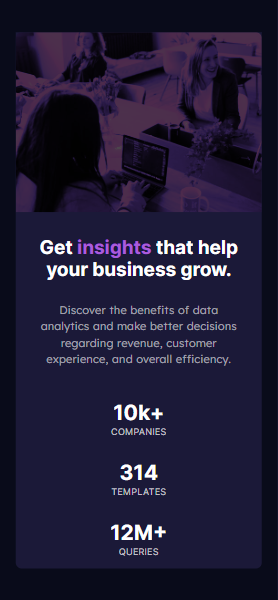 Get insights that help
your business grow.
Discover the benefits of data
analytics and make better decisions
regarding revenue, customer
experience, and overall efficiency.
10k+
COMPANIES
314
TEMPLATES
12M+
QUERIES